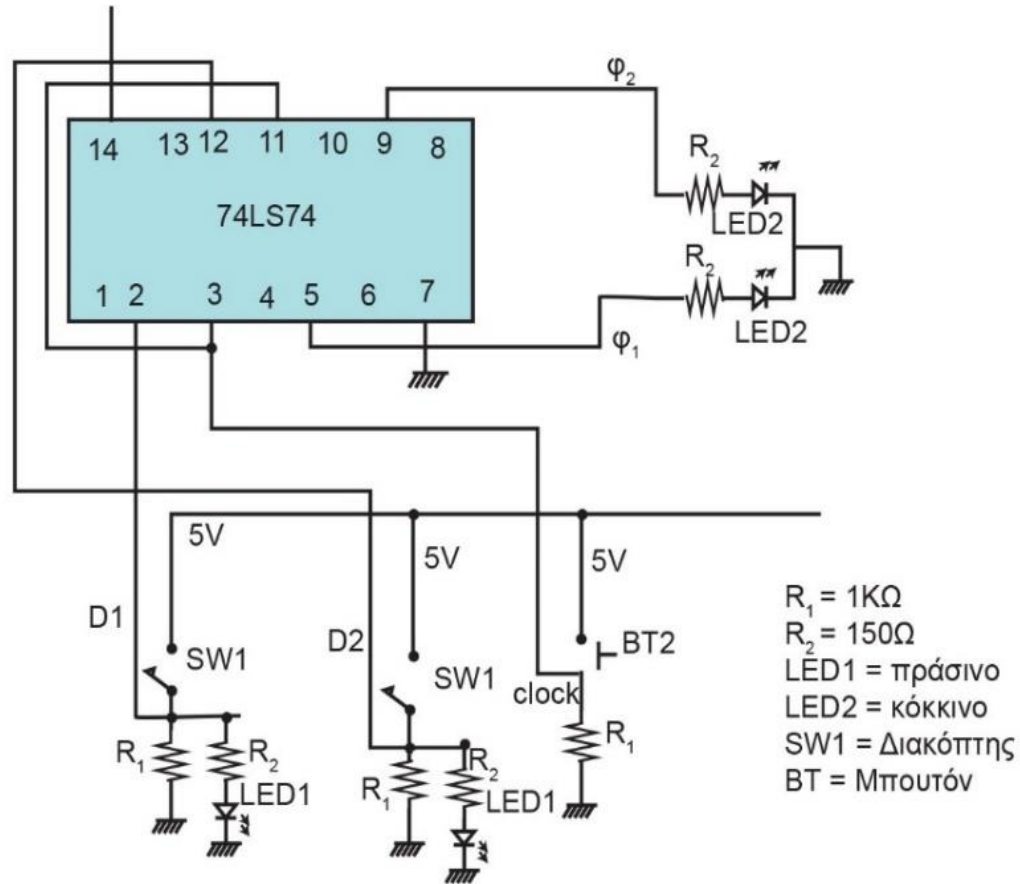 φ₂
14 13 12 11 10 9 8
R₂
74LS74
LED2
R₂
1 2 3 4 5 6 7
LED2
φ₁
5V
5V
5V
R₁ = 1KΩ
D1
D2
BT2
R₂ = 150Ω
SW1
SW1
LED1 = πράσινο
clock
LED2 = κόκκινο
R₁
R₂
R₂
R₁
SW1 = Διακόπτης
LED1
R₁
LED1
BT = Μπουτόν